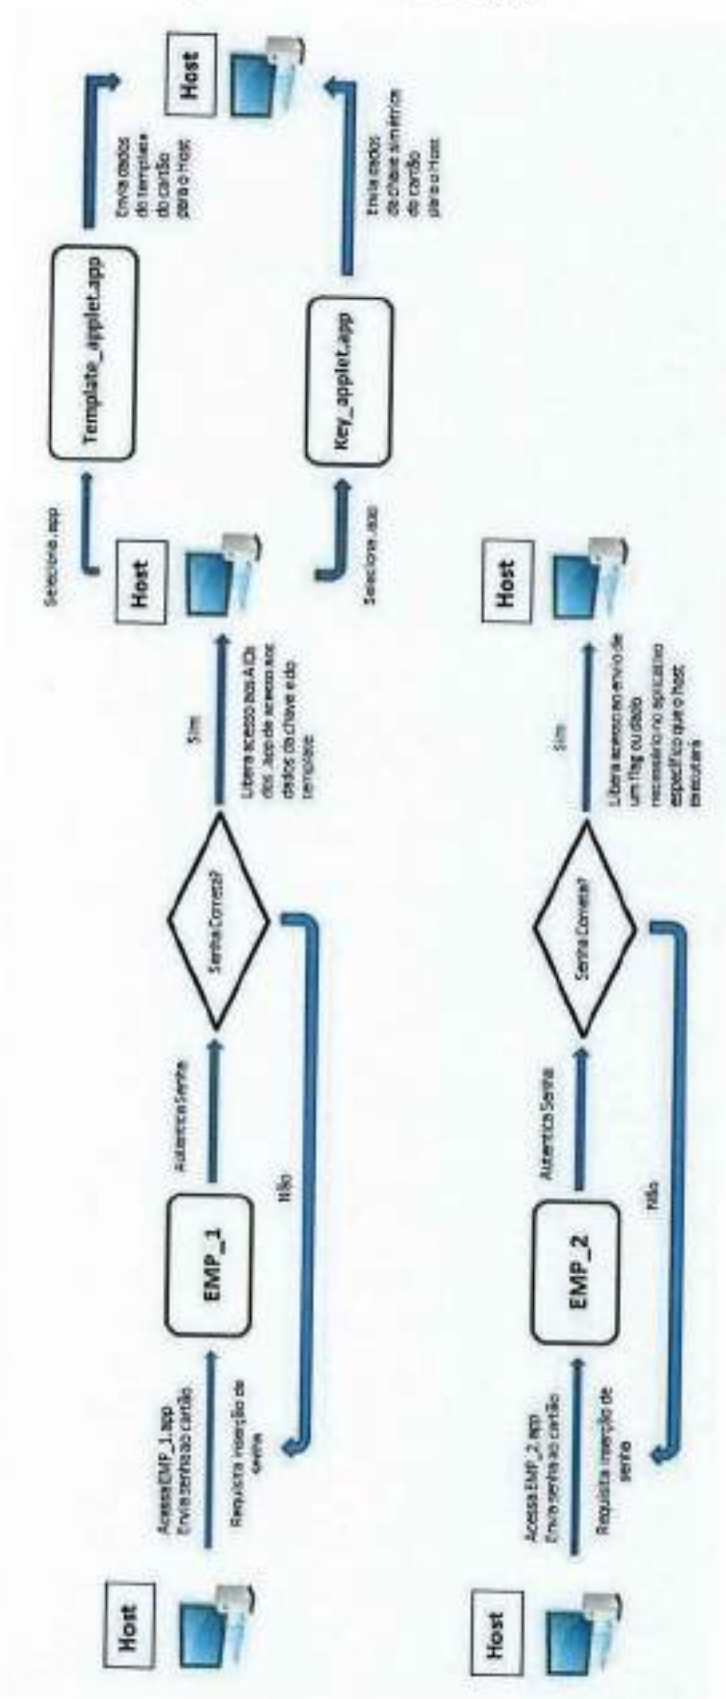 Host
Acessa EMP_1.app
Envia senha ao cartão
Requisita inserção de
senha
EMP_1
Autentica Senha
Não
Senha Correta?
Sim
Libera acesso aos AIDs
dos .app de acesso aos
dados da chave e do
template
Host
Seleciona .app
Template_applet.app
Envia dados
do template
do cartão
para o Host
Seleciona .app
Key_applet.app
Envia dados
da chave simétrica
do cartão
para o Host
Host
Host
Acessa EMP_2.app
Envia senha ao cartão
Requisita inserção de
senha
EMP_2
Autentica Senha
Não
Senha Correta?
Sim
Libera acesso ao envio de
um flag ou dado
necessário no aplicativo
específico que o host
executará
Host